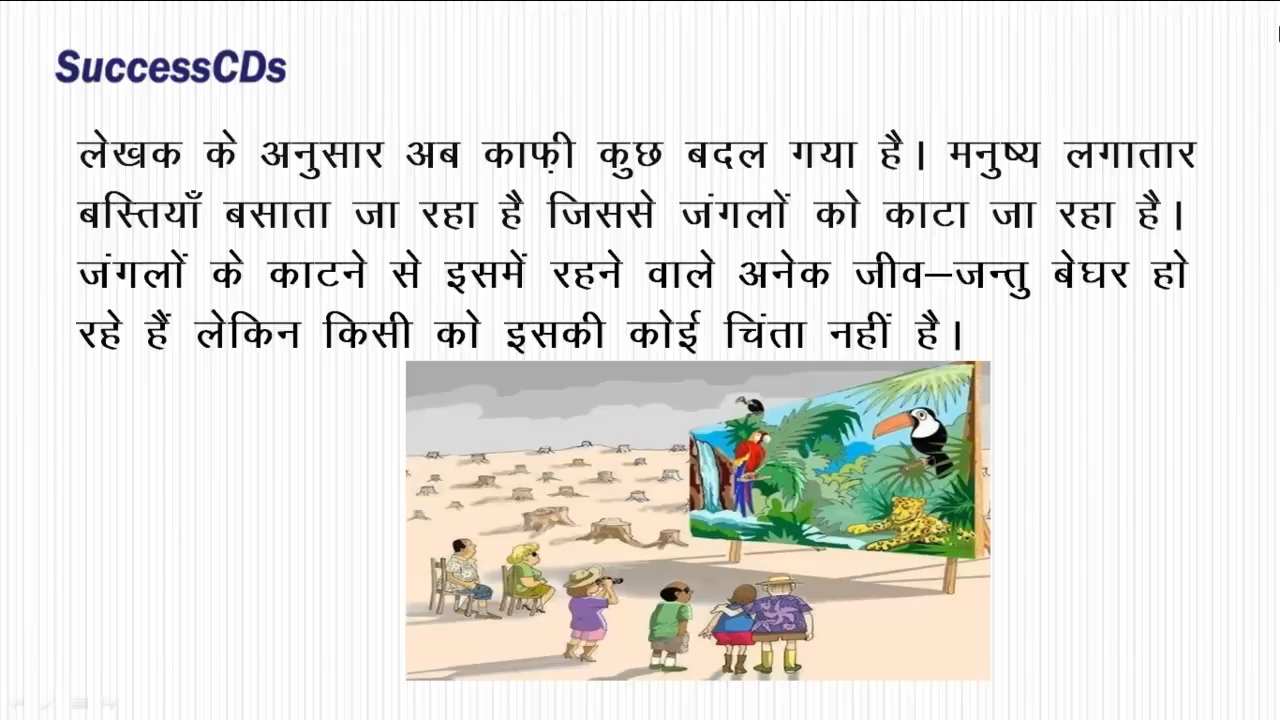 SuccessCDs
लेखक के अनुसार अब काफ़ी कुछ बदल गया है। मनुष्य लगातार
बस्तियाँ बसाता जा रहा है जिससे जंगलों को काटा जा रहा है।
जंगलों के काटने से इसमें रहने वाले अनेक जीव–जन्तु बेघर हो
रहे हैं लेकिन किसी को इसकी कोई चिंता नहीं है।